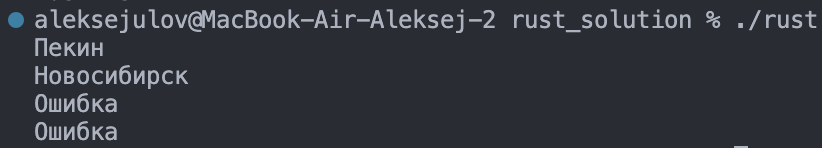 aleksejulov@MacBook-Air-Aleksej-2 rust_solution % ./rust
Пекин
Новосибирск
Ошибка
Ошибка